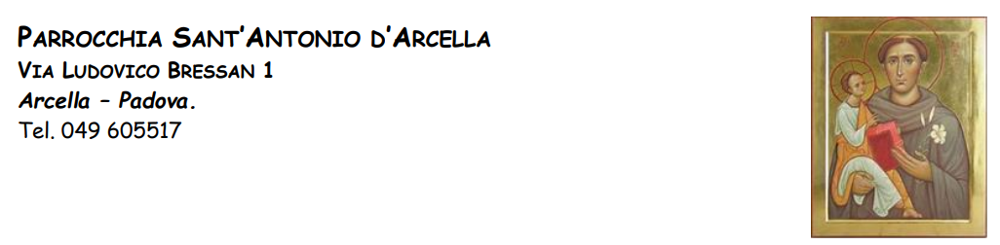 PARROCCHIA SANT'ANTONIO D'ARCELLA
VIA LUDOVICO BRESSAN 1
Arcella – Padova.
Tel. 049 605517